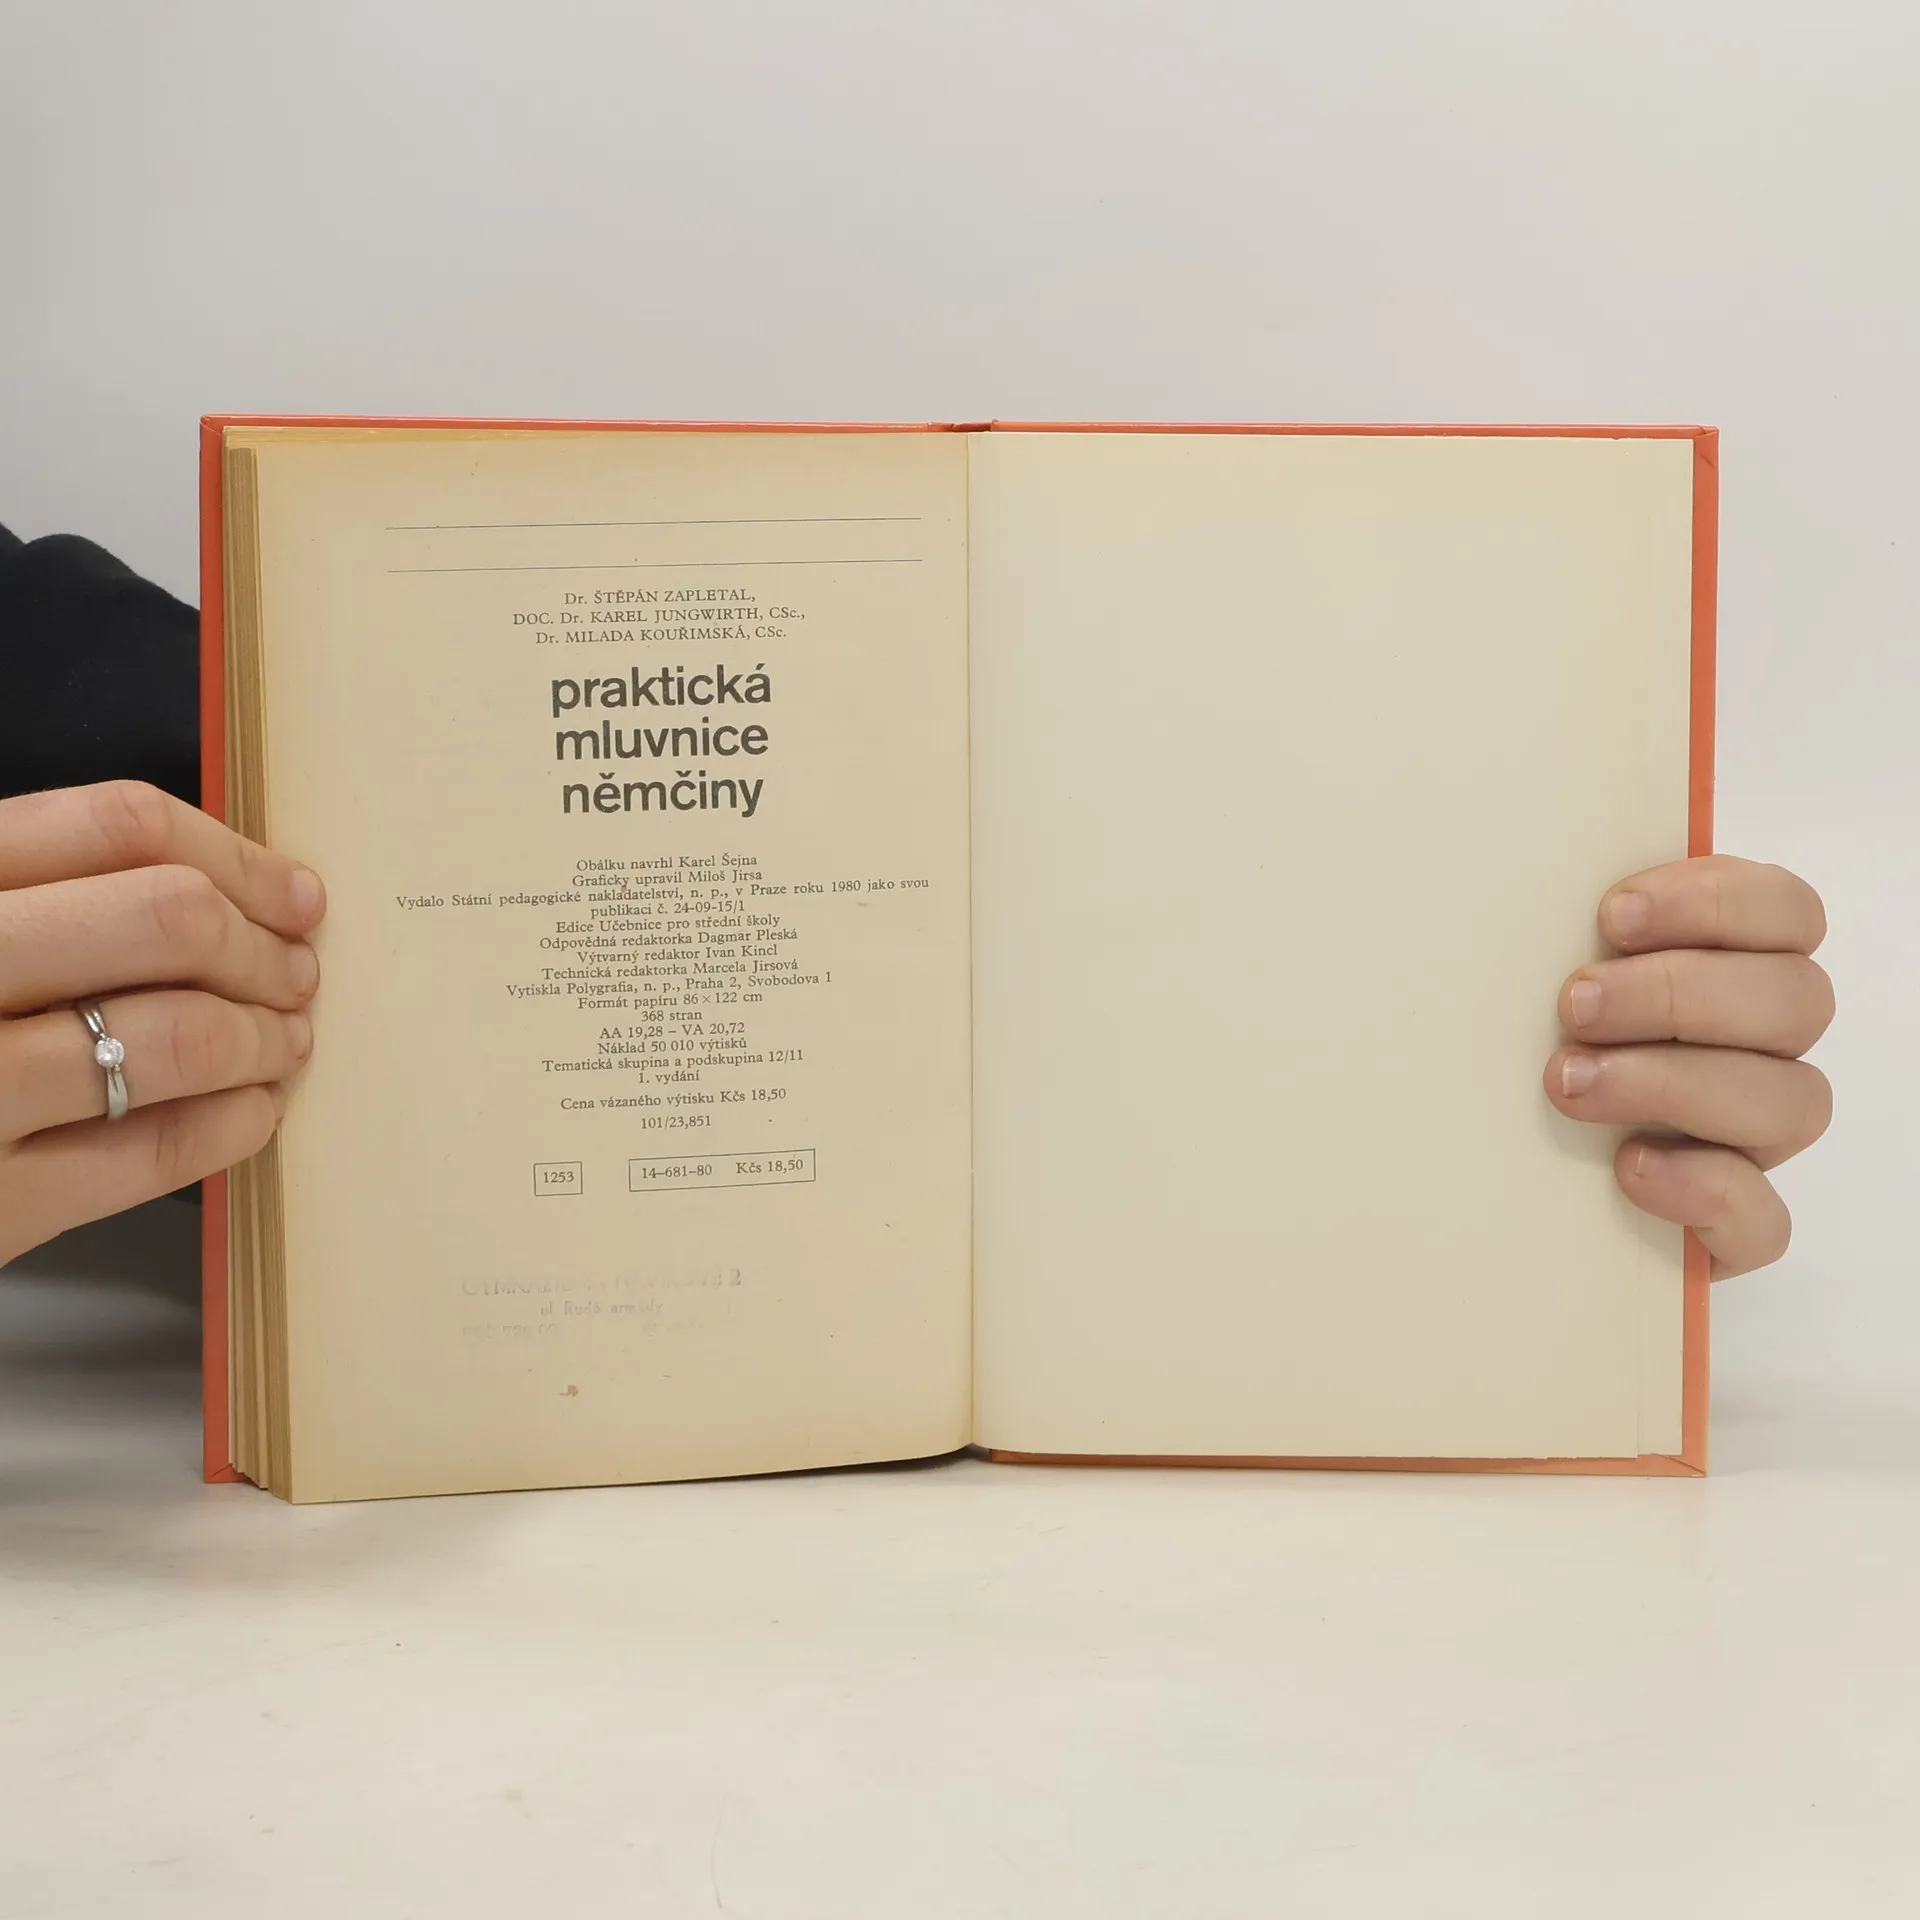 Dr. ŠTĚPÁN ZAPLETAL,
DOC. Dr. KAREL JUNGWIRTH, CSc.,
Dr. MILADA KOUŘIMSKÁ, CSc.
praktická
mluvnice
němčiny
Obálku navrhl Karel Šejna
Graficky upravil Miloš Jirsa
Vydalo Státní pedagogické nakladatelství, n. p., v Praze roku 1980 jako svou
publikaci č. 24-09-15/1
Edice Učebnice pro střední školy
Odpovědná redaktorka Dagmar Pleská
Výtvarný redaktor Ivan Kincl
Technická redaktorka Marcela Jirsová
Vytiskla Polygrafia, n. p., Praha 2, Svobodova 1
Formát papíru 86 × 122 cm
368 stran
AA 19,28 – VA 20,72
Náklad 50 010 výtisků
Tematická skupina a podskupina 12/11
1. vydání
Cena vázaného výtisku Kčs 18,50
101/23,851
1253
14–681–80 Kčs 18,50
2
ul Rudé armády